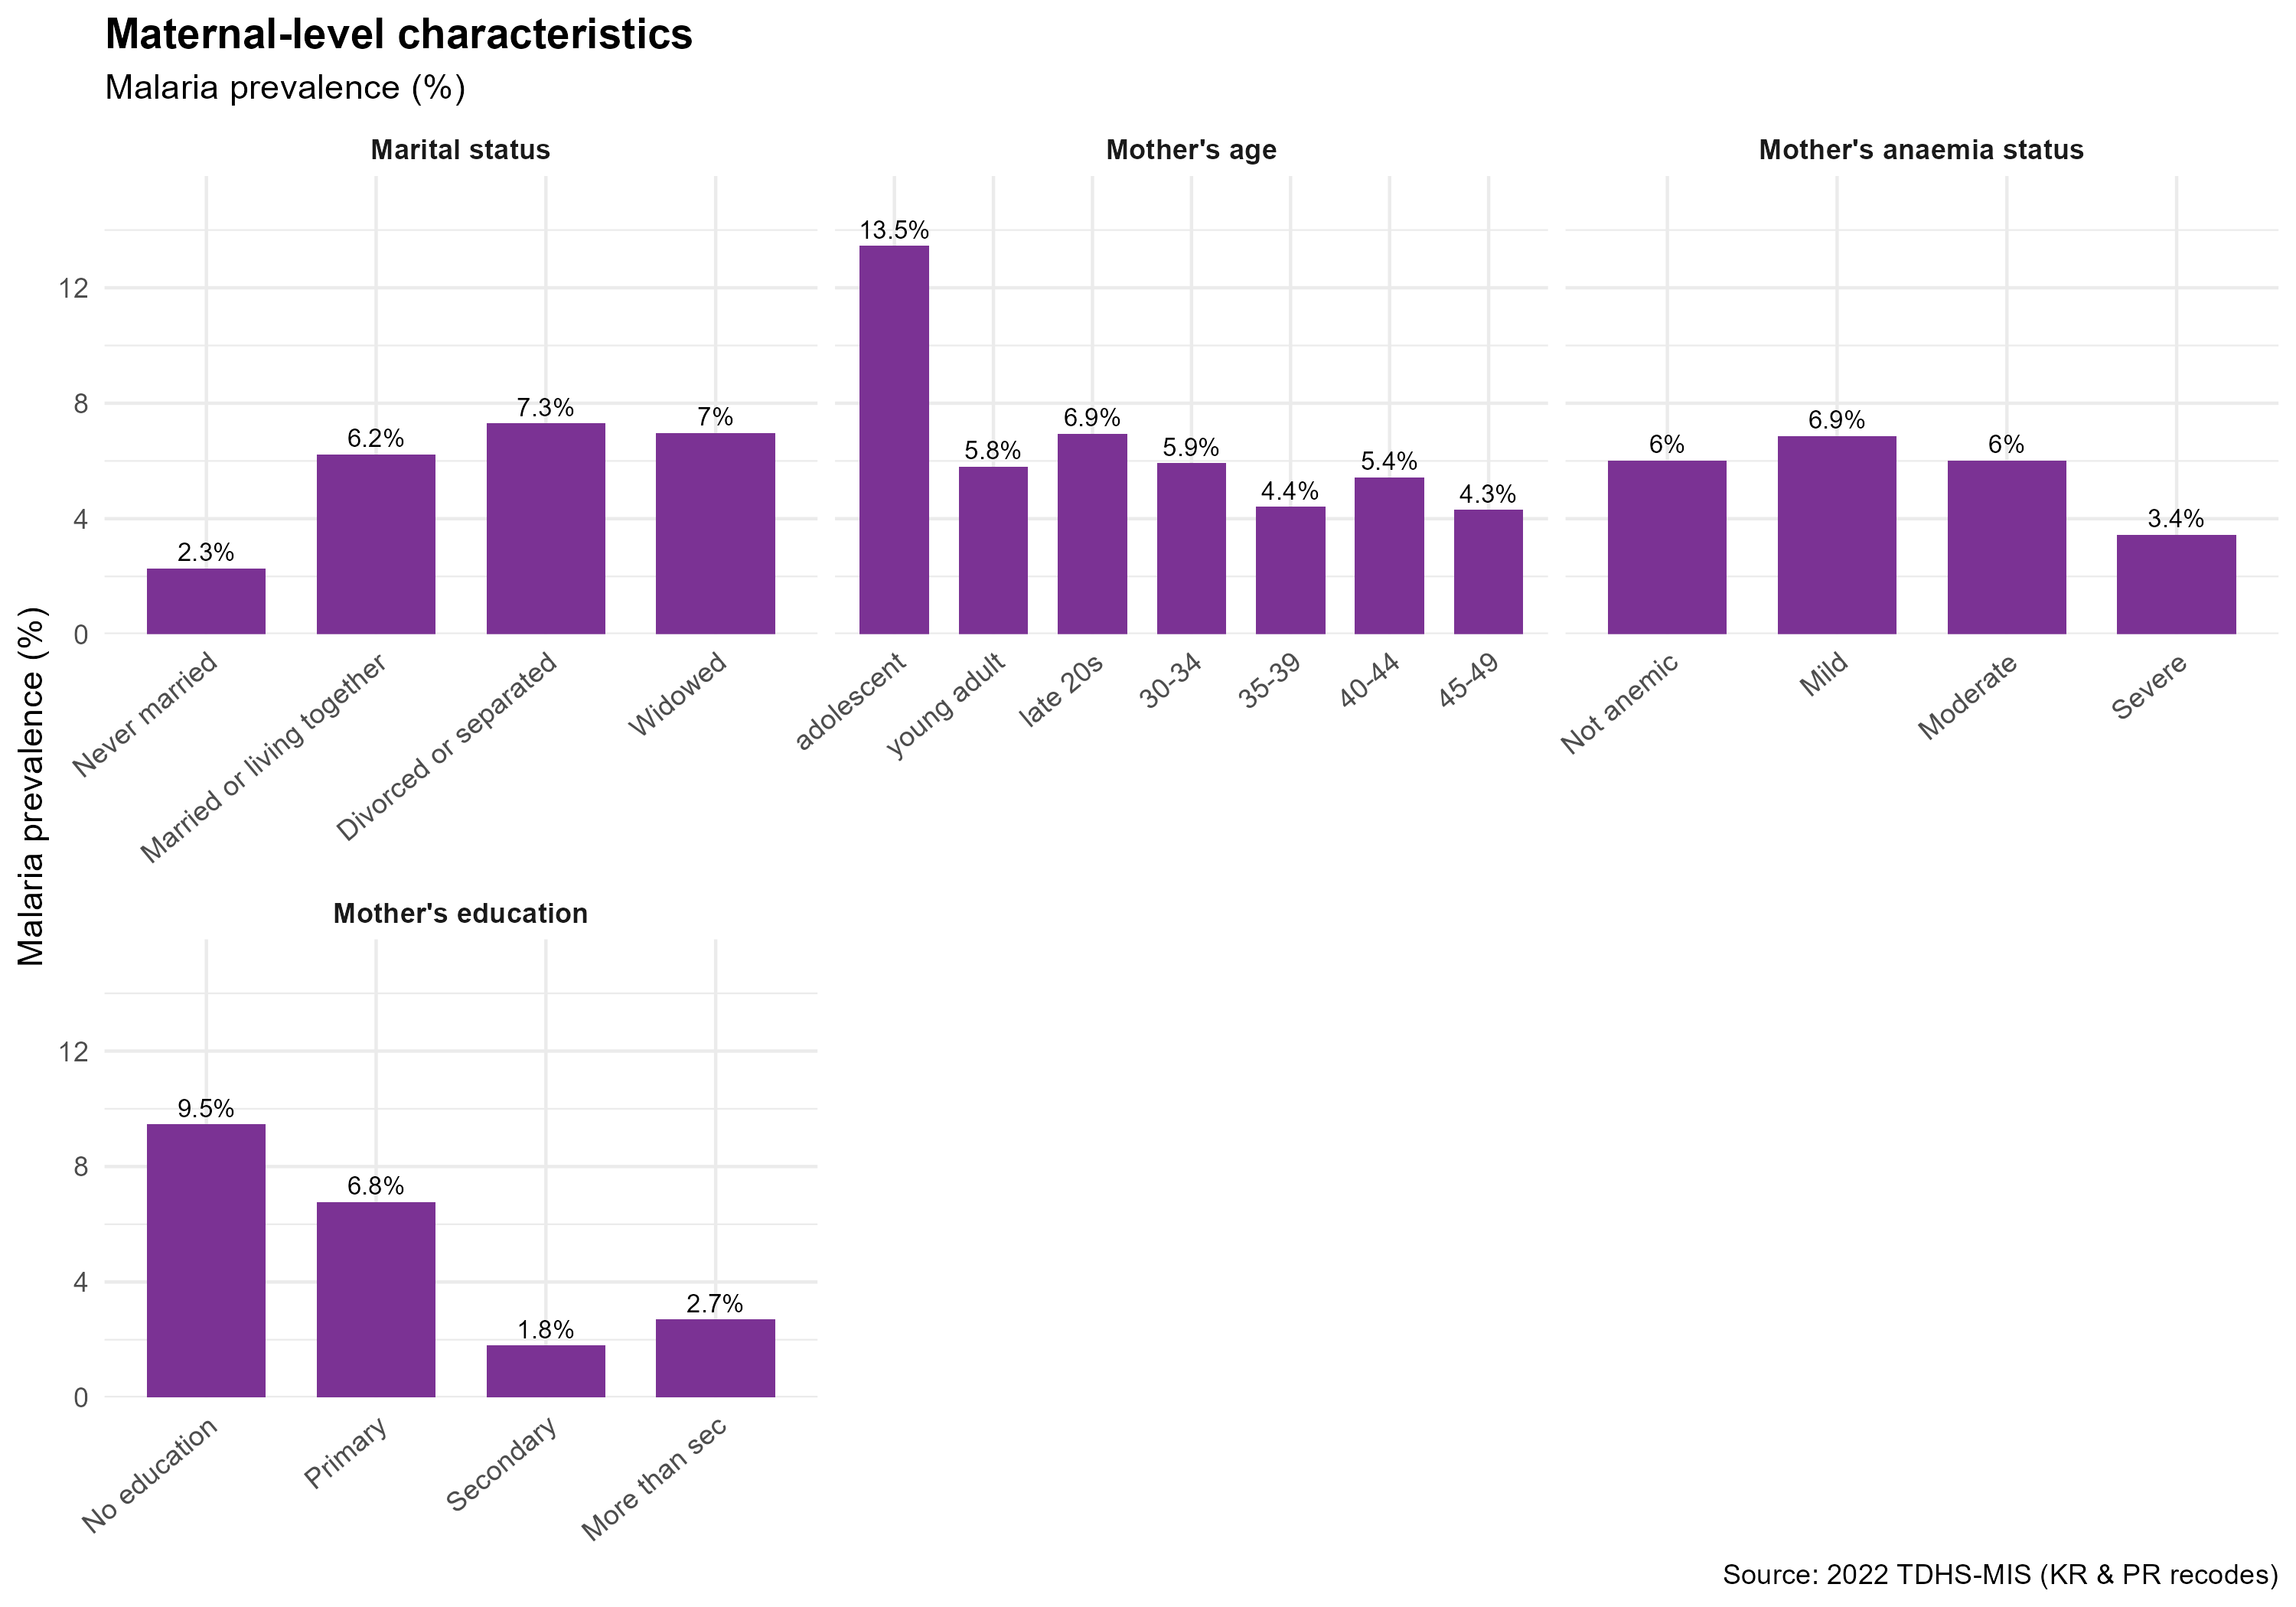 Maternal-level characteristics
Malaria prevalence (%)
Malaria prevalence (%)
Marital status
12
8
4
0
2.3%
6.2%
7.3%
7%
Never married
Married or living together
Divorced or separated
Widowed
Mother's age
13.5%
5.8%
6.9%
5.9%
4.4%
5.4%
4.3%
adolescent
young adult
late 20s
30-34
35-39
40-44
45-49
Mother's anaemia status
6%
6.9%
6%
3.4%
Not anemic
Mild
Moderate
Severe
Mother's education
12
8
4
0
9.5%
6.8%
1.8%
2.7%
No education
Primary
Secondary
More than sec
Source: 2022 TDHS-MIS (KR & PR recodes)